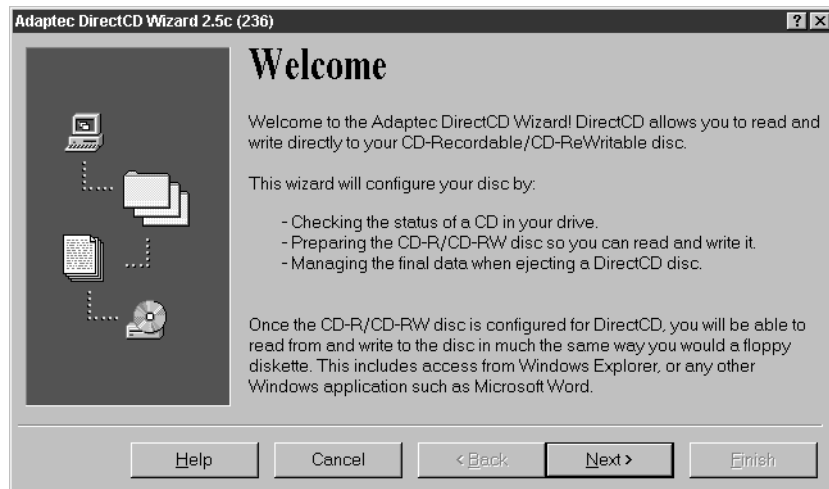 Adaptec DirectCD Wizard 2.5c (236)
Welcome
Welcome to the Adaptec DirectCD Wizard! DirectCD allows you to read and
write directly to your CD-Recordable/CD-ReWritable disc.
This wizard will configure your disc by:
- Checking the status of a CD in your drive.
- Preparing the CD-R/CD-RW disc so you can read and write it.
- Managing the final data when ejecting a DirectCD disc.
Once the CD-R/CD-RW disc is configured for DirectCD, you will be able to
read from and write to the disc in much the same way you would a floppy
diskette. This includes access from Windows Explorer, or any other
Windows application such as Microsoft Word.
Help Cancel < Back Next > Finish